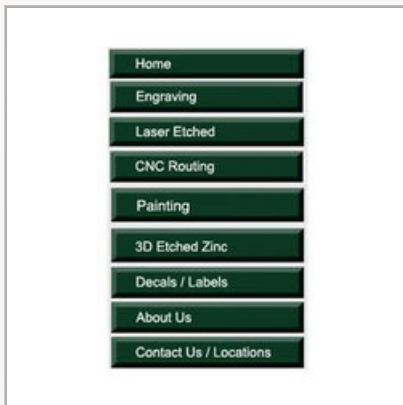 Home
Engraving
Laser Etched
CNC Routing
Painting
3D Etched Zinc
Decals / Labels
About Us
Contact Us / Locations